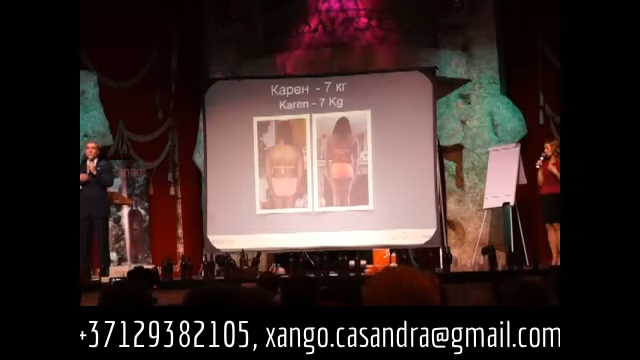 Карен - 7 кг
Karen - 7 Kg
+37129382105, xango.casandra@gmail.com